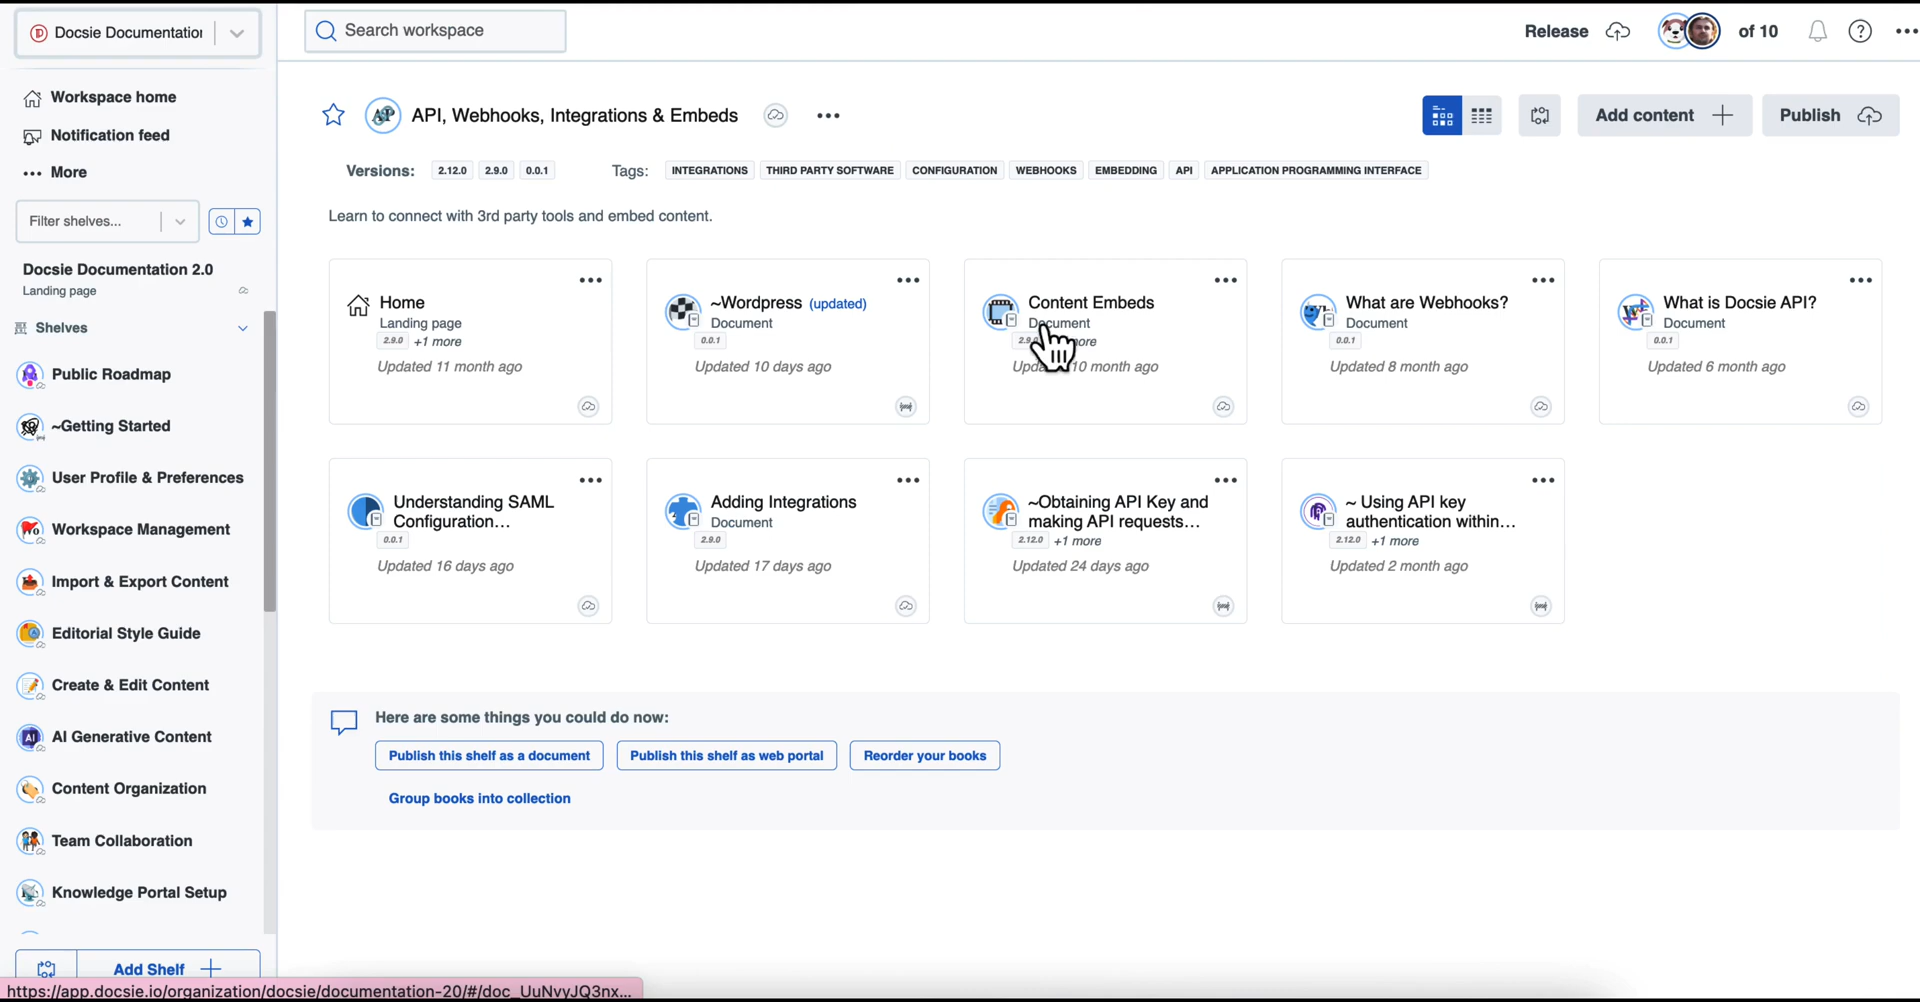 Docsie Documentation
Search workspace
Release
of 10
Workspace home
Notification feed
More
Filter shelves...
Docsie Documentation 2.0
Landing page
Shelves
Public Roadmap
~Getting Started
User Profile & Preferences
Workspace Management
Import & Export Content
Editorial Style Guide
Create & Edit Content
AI Generative Content
Content Organization
Team Collaboration
Knowledge Portal Setup
Add Shelf
API, Webhooks, Integrations & Embeds
Add content
Publish
Versions: 2.12.0 2.9.0 0.0.1 Tags: INTEGRATIONS THIRD PARTY SOFTWARE CONFIGURATION WEBHOOKS EMBEDDING API APPLICATION PROGRAMMING INTERFACE
Learn to connect with 3rd party tools and embed content.
Home
Landing page
2.9.0 +1 more
Updated 11 month ago
~Wordpress (updated)
Document
0.0.1
Updated 10 days ago
Content Embeds
Document
10 month ago
What are Webhooks?
Document
0.0.1
Updated 8 month ago
What is Docsie API?
Document
0.0.1
Updated 6 month ago
Understanding SAML
Configuration...
0.0.1
Updated 16 days ago
Adding Integrations
Document
2.9.0
Updated 17 days ago
~Obtaining API Key and
making API requests...
2.12.0 +1 more
Updated 24 days ago
~ Using API key
authentication within...
2.12.0 +1 more
Updated 2 month ago
Here are some things you could do now:
Publish this shelf as a document
Publish this shelf as web portal
Reorder your books
Group books into collection
https://app.docsie.io/organization/docsie/documentation-20/#/doc_UuNvyJQ3nx...